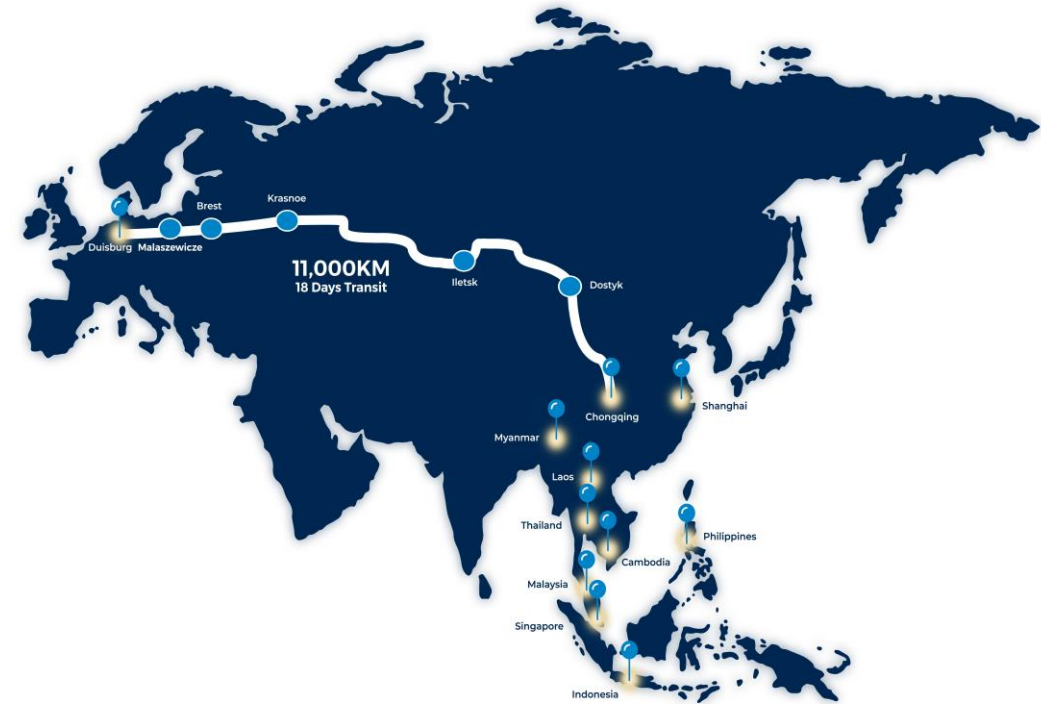 Krasnoe
Brest
Duisburg
Malaszewicze
11,000KM
18 Days Transit
Iletsk
Dostyk
Chongqing
Shanghai
Myanmar
Laos
Thailand
Philippines
Cambodia
Malaysia
Singapore
Indonesia